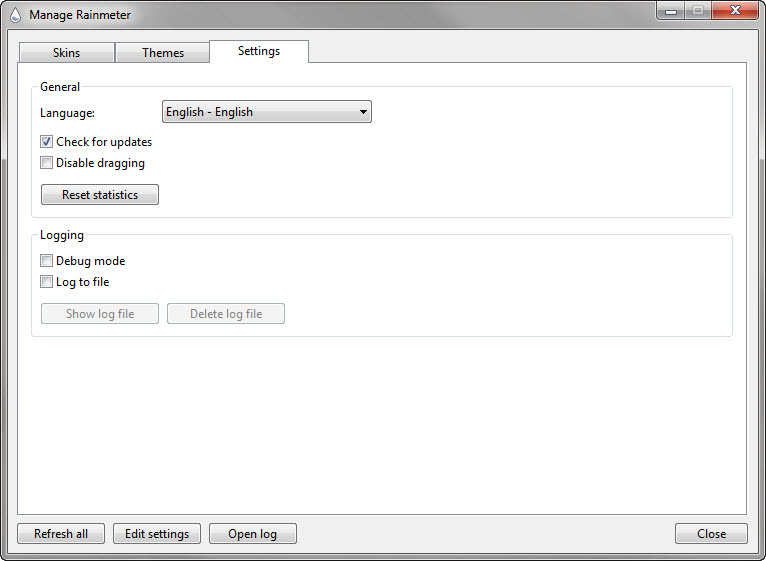 Manage Rainmeter
Skins Themes Settings
General
Language: English - English
Check for updates
Disable dragging
Reset statistics
Logging
Debug mode
Log to file
Show log file Delete log file
Refresh all Edit settings Open log Close